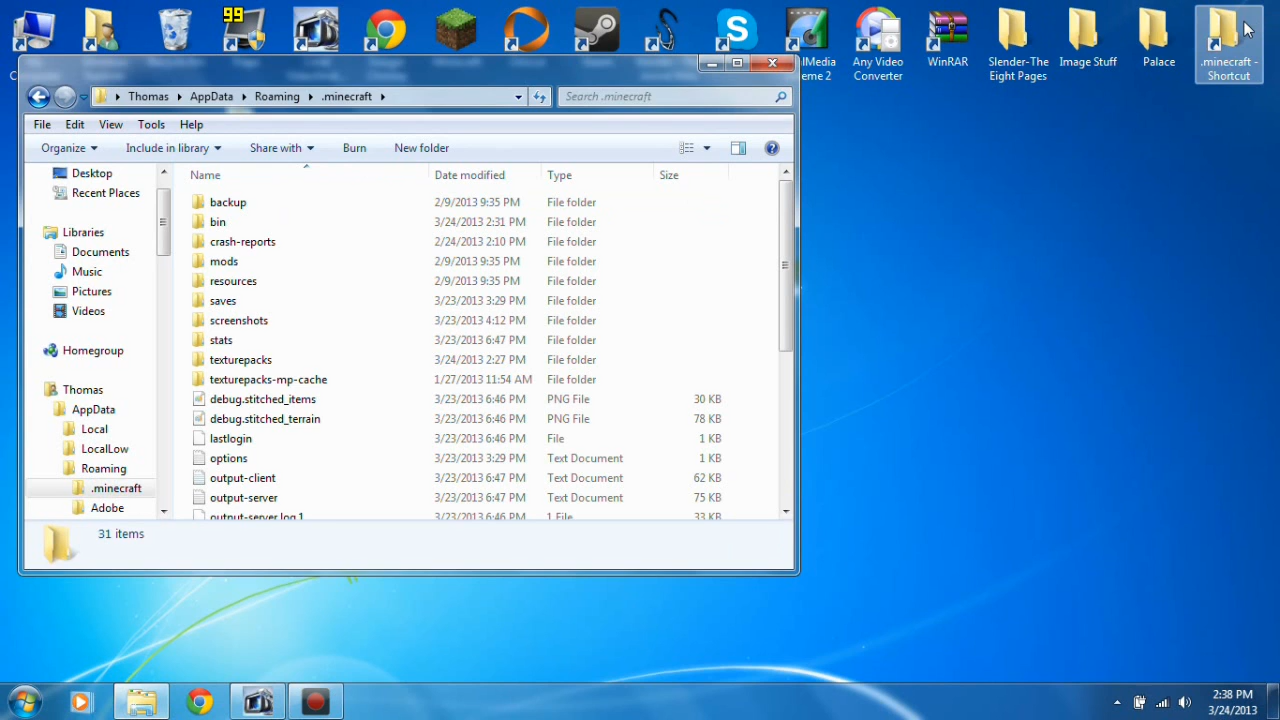 99
Media
eme 2
Any Video
Converter
WinRAR
Slender-The
Eight Pages
Image Stuff
Palace
.minecraft -
Shortcut
Thomas
AppData
Roaming
.minecraft
Search .minecraft
File
Edit
View
Tools
Help
Organize
Include in library
Share with
Burn
New folder
Desktop
Recent Places
Libraries
Documents
Music
Pictures
Videos
Homegroup
Thomas
AppData
Local
LocalLow
Roaming
.minecraft
Adobe
Name Date modified Type Size
backup 2/9/2013 9:35 PM File folder
bin 3/24/2013 2:31 PM File folder
crash-reports 2/24/2013 2:10 PM File folder
mods 2/9/2013 9:35 PM File folder
resources 2/9/2013 9:35 PM File folder
saves 3/23/2013 3:29 PM File folder
screenshots 3/23/2013 4:12 PM File folder
stats 3/23/2013 6:47 PM File folder
texturepacks 3/24/2013 2:27 PM File folder
texturepacks-mp-cache 1/27/2013 11:54 AM File folder
debug.stitched_items 3/23/2013 6:46 PM PNG File 30 KB
debug.stitched_terrain 3/23/2013 6:46 PM PNG File 78 KB
lastlogin 3/23/2013 6:46 PM File 1 KB
options 3/23/2013 3:29 PM Text Document 1 KB
output-client 3/23/2013 6:47 PM Text Document 62 KB
output-server 3/23/2013 6:47 PM Text Document 75 KB
output-server.log.1 3/23/2013 6:46 PM 1 File 33 KB
31 items
2:38 PM
3/24/2013